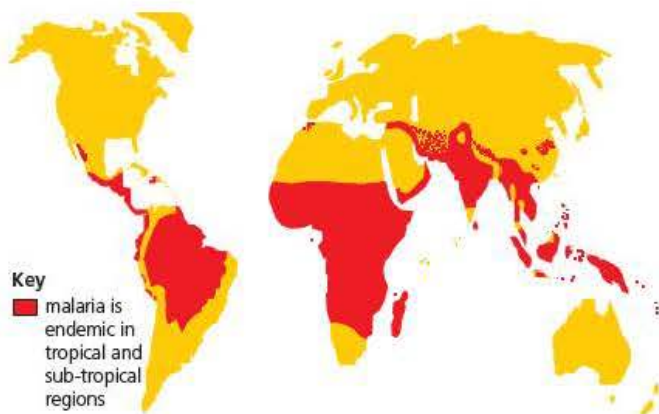 Key
malaria is
endemic in
tropical and
sub-tropical
regions